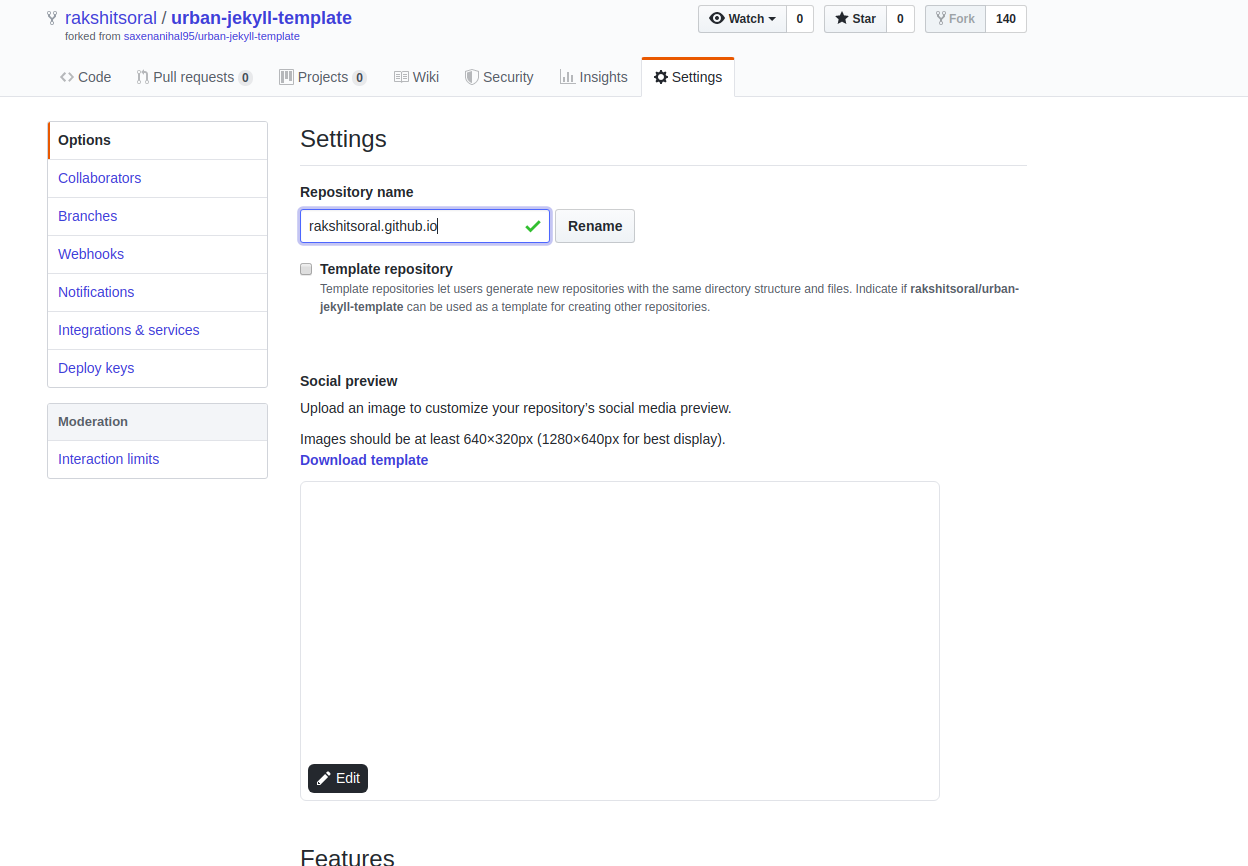 rakshitsoral / urban-jekyll-template
forked from saxenanihal95/urban-jekyll-template
Watch 0 Star 0 Fork 140
Code Pull requests 0 Projects 0 Wiki Security Insights Settings
Options
Collaborators
Branches
Webhooks
Notifications
Integrations & services
Deploy keys
Moderation
Interaction limits
Settings
Repository name
rakshitsoral.github.io Rename
Template repository
Template repositories let users generate new repositories with the same directory structure and files. Indicate if rakshitsoral/urban-
jekyll-template can be used as a template for creating other repositories.
Social preview
Upload an image to customize your repository's social media preview.
Images should be at least 640×320px (1280×640px for best display).
Download template
Edit
Features